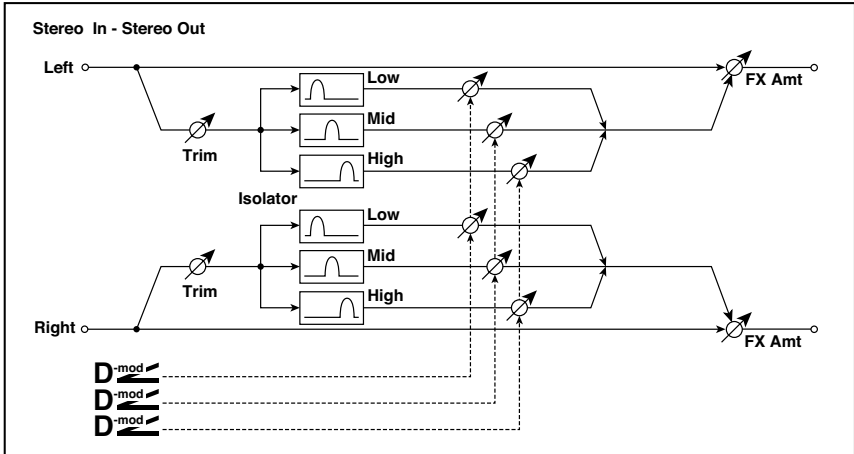 Stereo In - Stereo Out
Left
Low
FX Amt
Mid
Trim
High
Isolator
Low
Mid
Trim
High
Right
FX Amt
D-mod
D-mod
D-mod